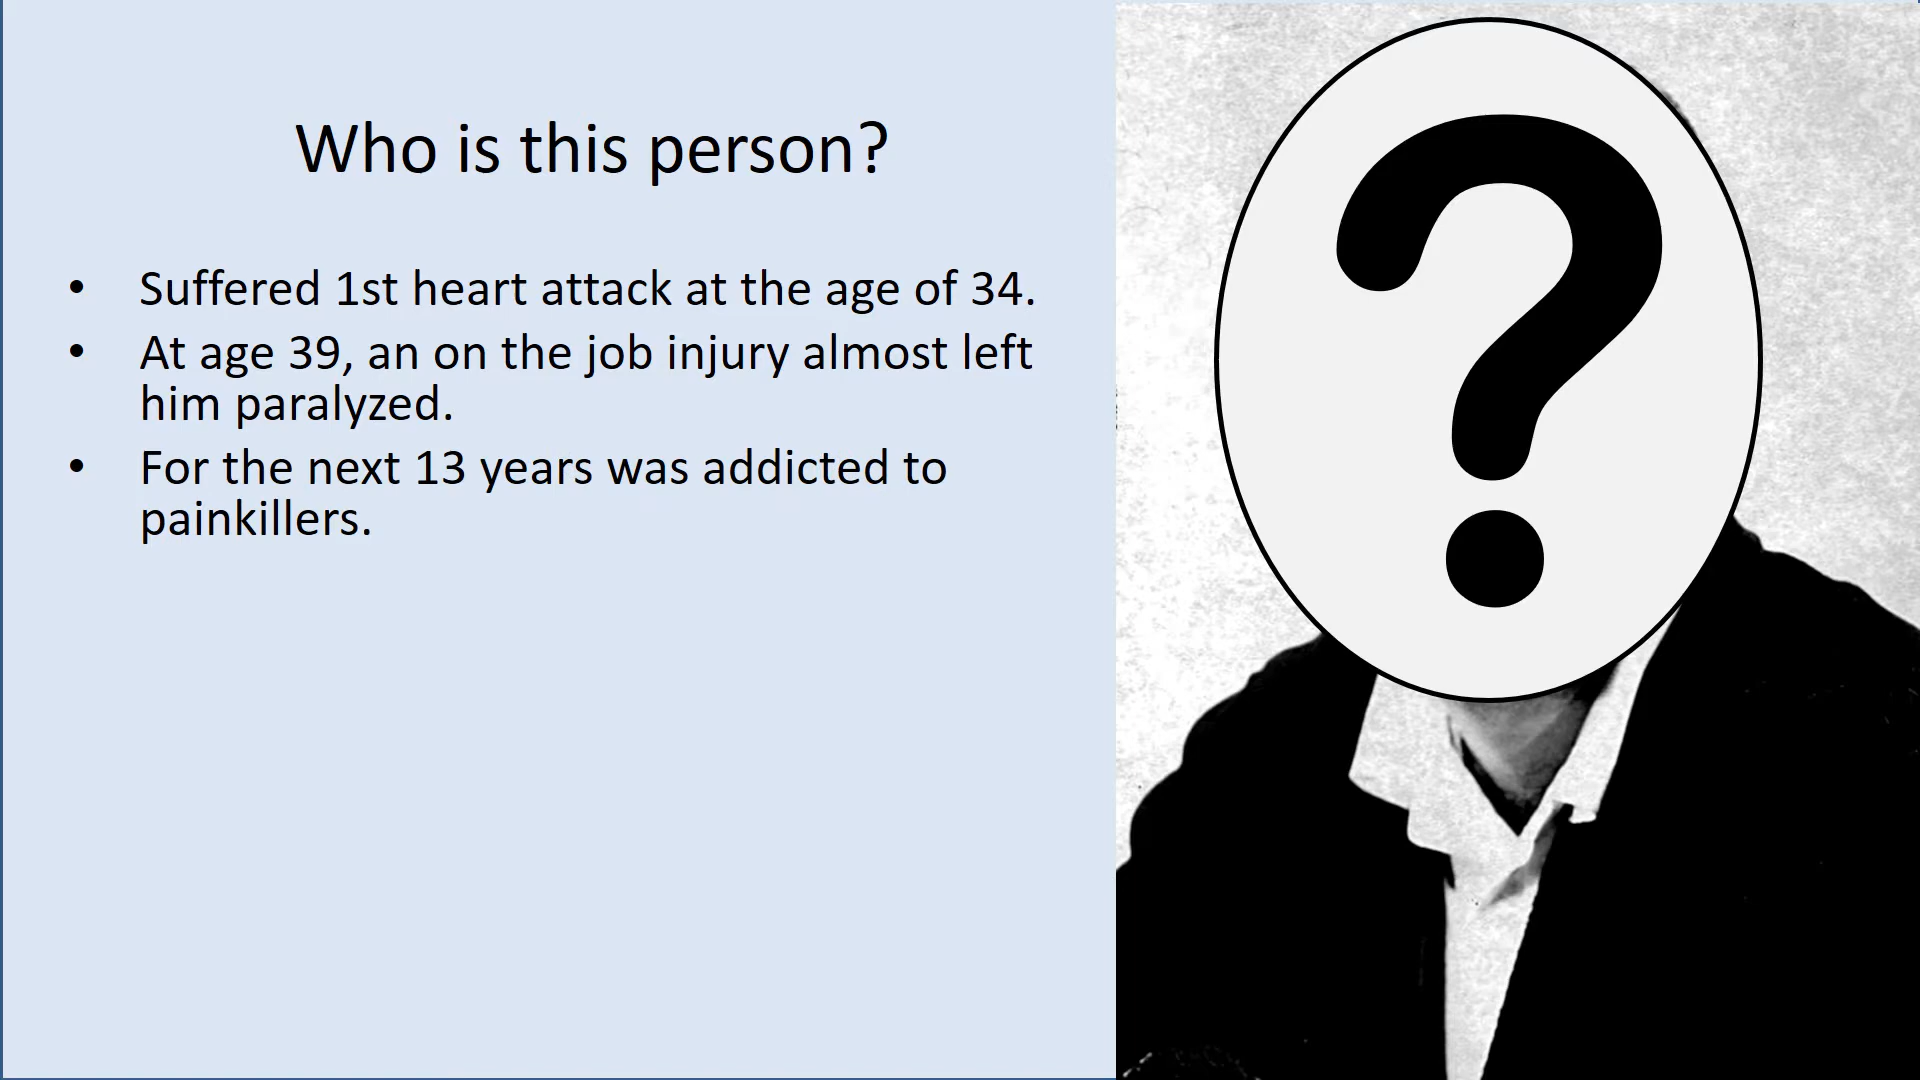 Who is this person?
• Suffered 1st heart attack at the age of 34.
• At age 39, an on the job injury almost left
him paralyzed.
• For the next 13 years was addicted to
painkillers.
?